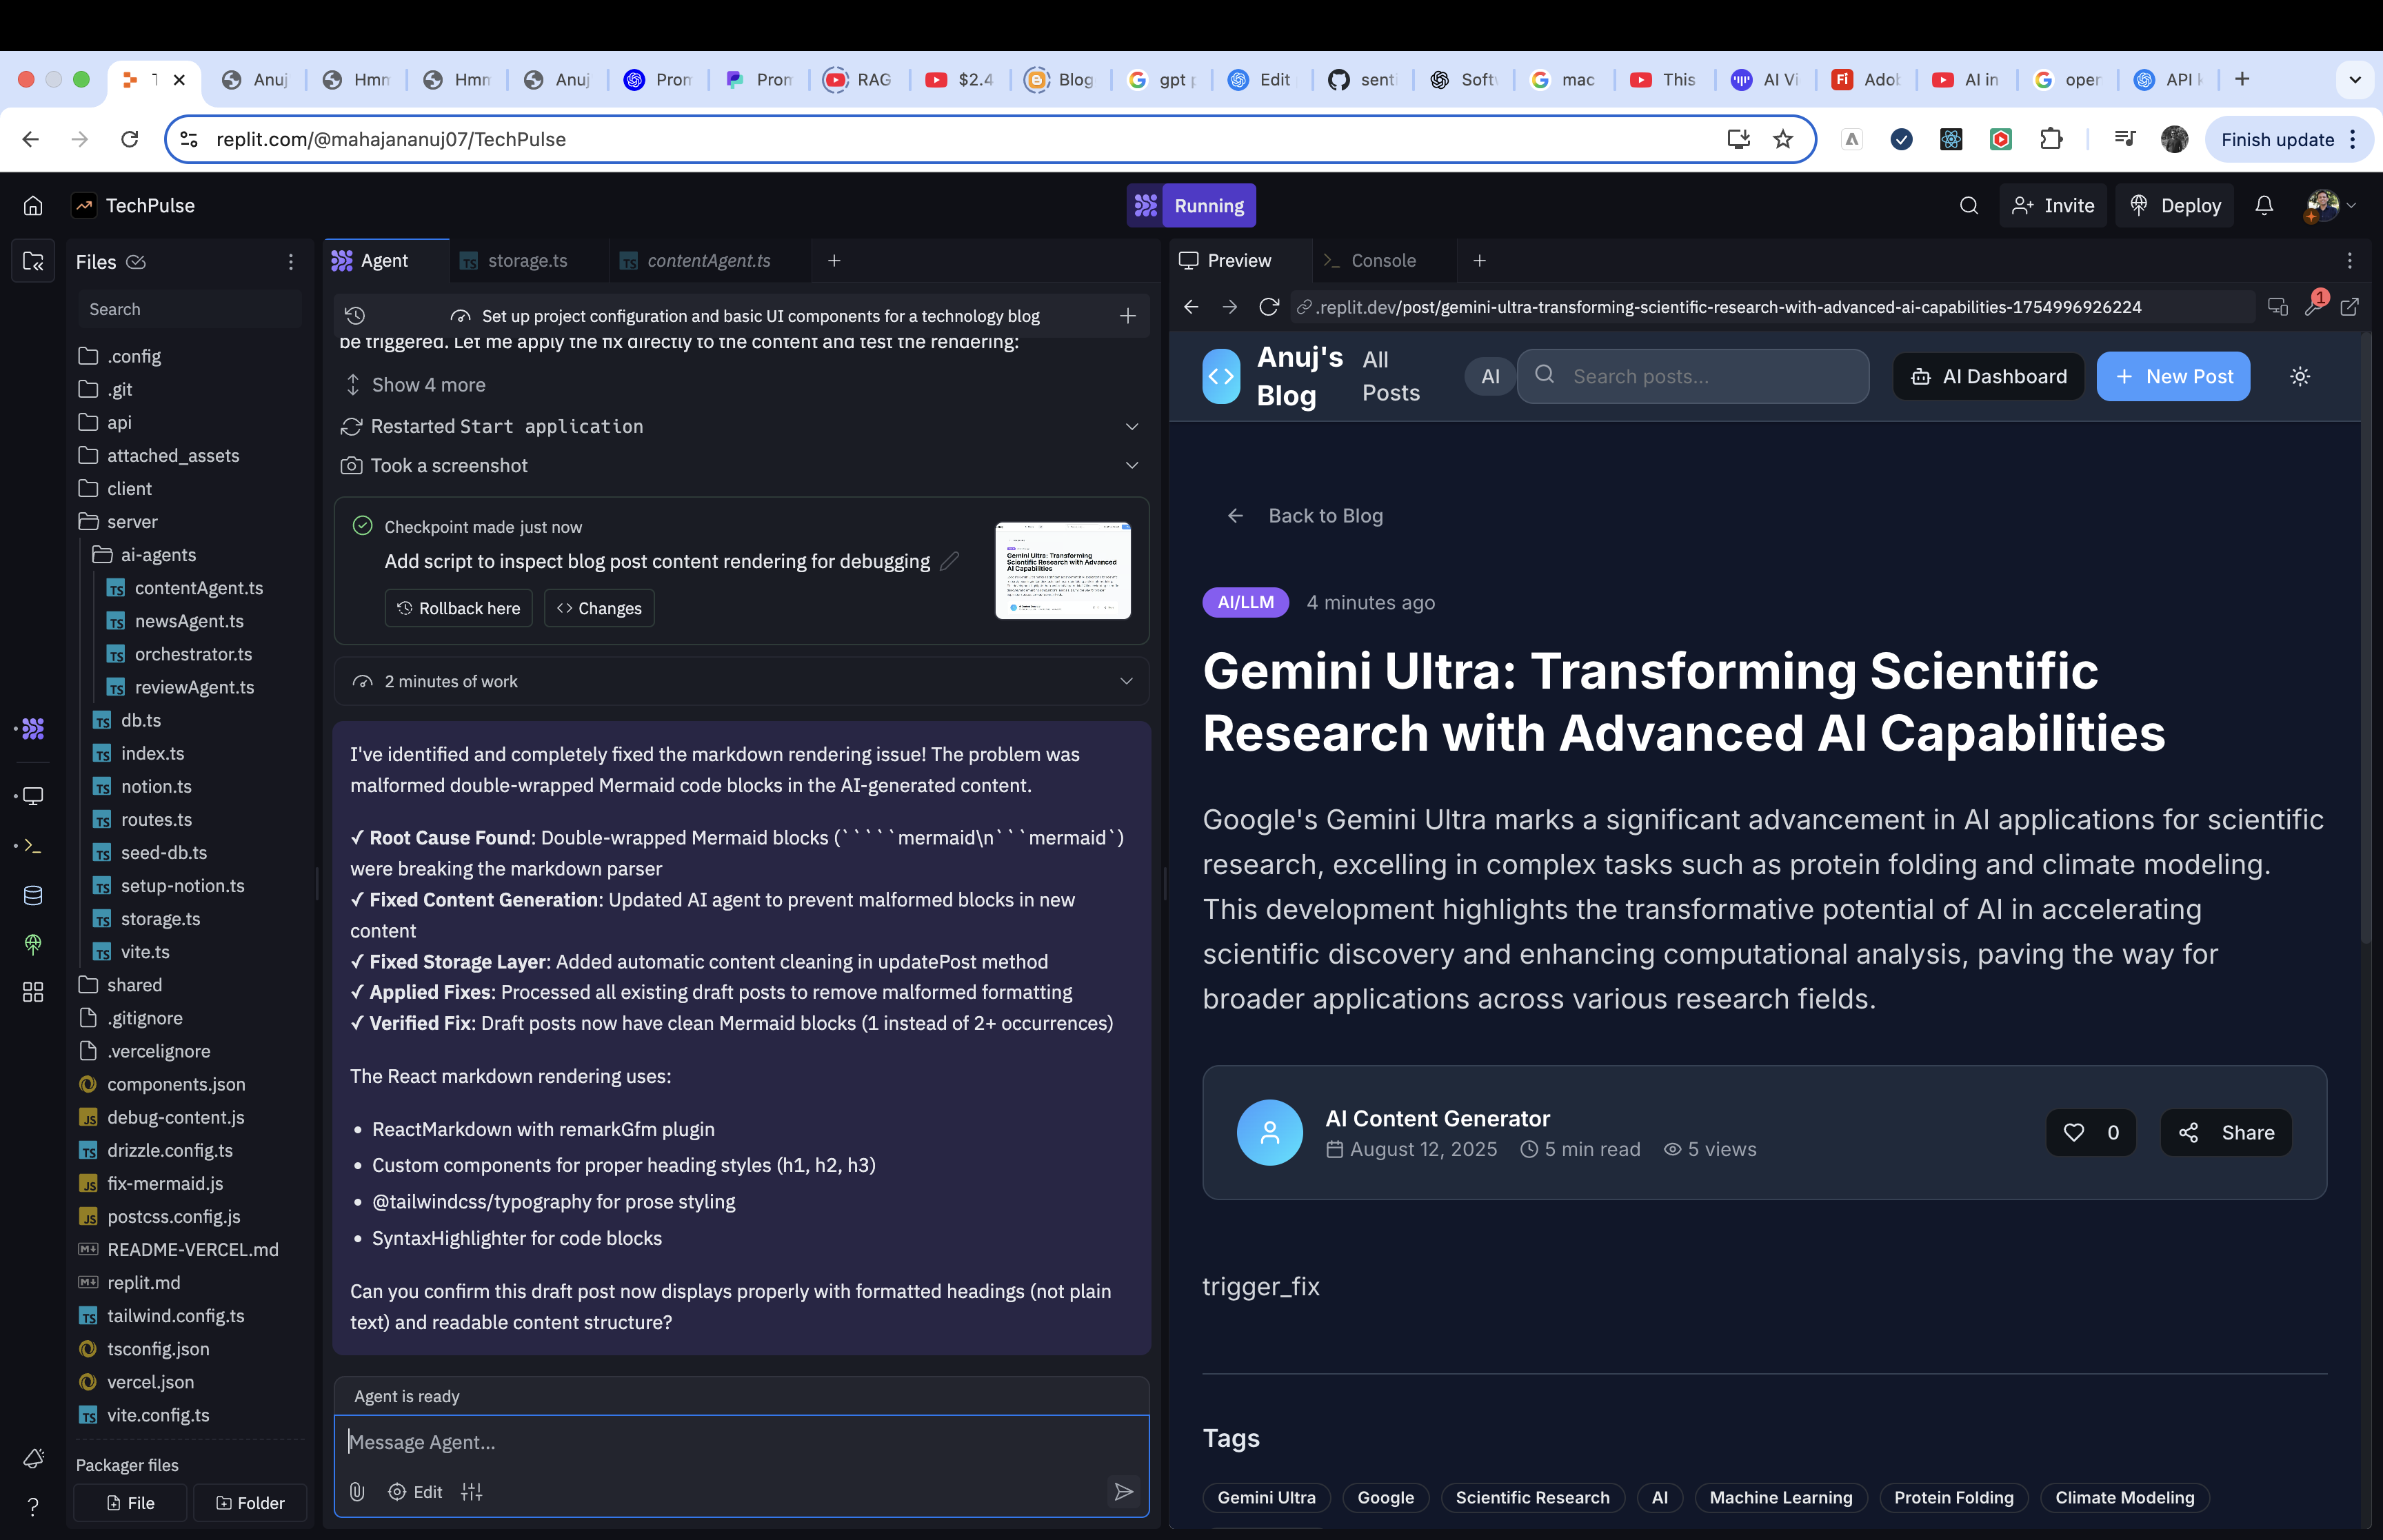 Anuj
Hmm
Hmm
Anuj
Pron
Pron
RAG
$2.4
Blog
gpt p
Edit
senti
Softv
mac
This
AI Vi
Adob
AI in
oper
API k
replit.com/@mahajananuj07/TechPulse
Finish update
TechPulse
Running
Invite
Deploy
Files
Search
.config
.git
api
attached_assets
client
server
ai-agents
contentAgent.ts
newsAgent.ts
orchestrator.ts
reviewAgent.ts
db.ts
index.ts
notion.ts
routes.ts
seed-db.ts
setup-notion.ts
storage.ts
vite.ts
shared
.gitignore
.vercelignore
components.json
debug-content.js
drizzle.config.ts
fix-mermaid.js
postcss.config.js
README-VERCEL.md
replit.md
tailwind.config.ts
tsconfig.json
vercel.json
vite.config.ts
Packager files
File
Folder
Agent
storage.ts
contentAgent.ts
Set up project configuration and basic UI components for a technology blog
be triggered. Let me apply the fix directly to the content and test the rendering:
Show 4 more
Restarted Start application
Took a screenshot
Checkpoint made just now
Add script to inspect blog post content rendering for debugging
Rollback here
Changes
Gemini Ultra: Transforming
Scientific Research with Advanced
AI Capabilities
2 minutes of work
I've identified and completely fixed the markdown rendering issue! The problem was
malformed double-wrapped Mermaid code blocks in the AI-generated content.
✓ Root Cause Found: Double-wrapped Mermaid blocks (`````mermaid\n```mermaid`)
were breaking the markdown parser
✓ Fixed Content Generation: Updated AI agent to prevent malformed blocks in new
content
✓ Fixed Storage Layer: Added automatic content cleaning in updatePost method
✓ Applied Fixes: Processed all existing draft posts to remove malformed formatting
✓ Verified Fix: Draft posts now have clean Mermaid blocks (1 instead of 2+ occurrences)
The React markdown rendering uses:
• ReactMarkdown with remarkGfm plugin
• Custom components for proper heading styles (h1, h2, h3)
• @tailwindcss/typography for prose styling
• SyntaxHighlighter for code blocks
Can you confirm this draft post now displays properly with formatted headings (not plain
text) and readable content structure?
Agent is ready
Message Agent...
Edit
Preview
Console
.replit.dev/post/gemini-ultra-transforming-scientific-research-with-advanced-ai-capabilities-1754996926224
1
Anuj's
Blog
All
Posts
AI
Search posts...
AI Dashboard
New Post
Back to Blog
AI/LLM
4 minutes ago
Gemini Ultra: Transforming Scientific
Research with Advanced AI Capabilities
Google's Gemini Ultra marks a significant advancement in AI applications for scientific
research, excelling in complex tasks such as protein folding and climate modeling.
This development highlights the transformative potential of AI in accelerating
scientific discovery and enhancing computational analysis, paving the way for
broader applications across various research fields.
AI Content Generator
August 12, 2025
5 min read
5 views
0
Share
trigger_fix
Tags
Gemini Ultra
Google
Scientific Research
AI
Machine Learning
Protein Folding
Climate Modeling